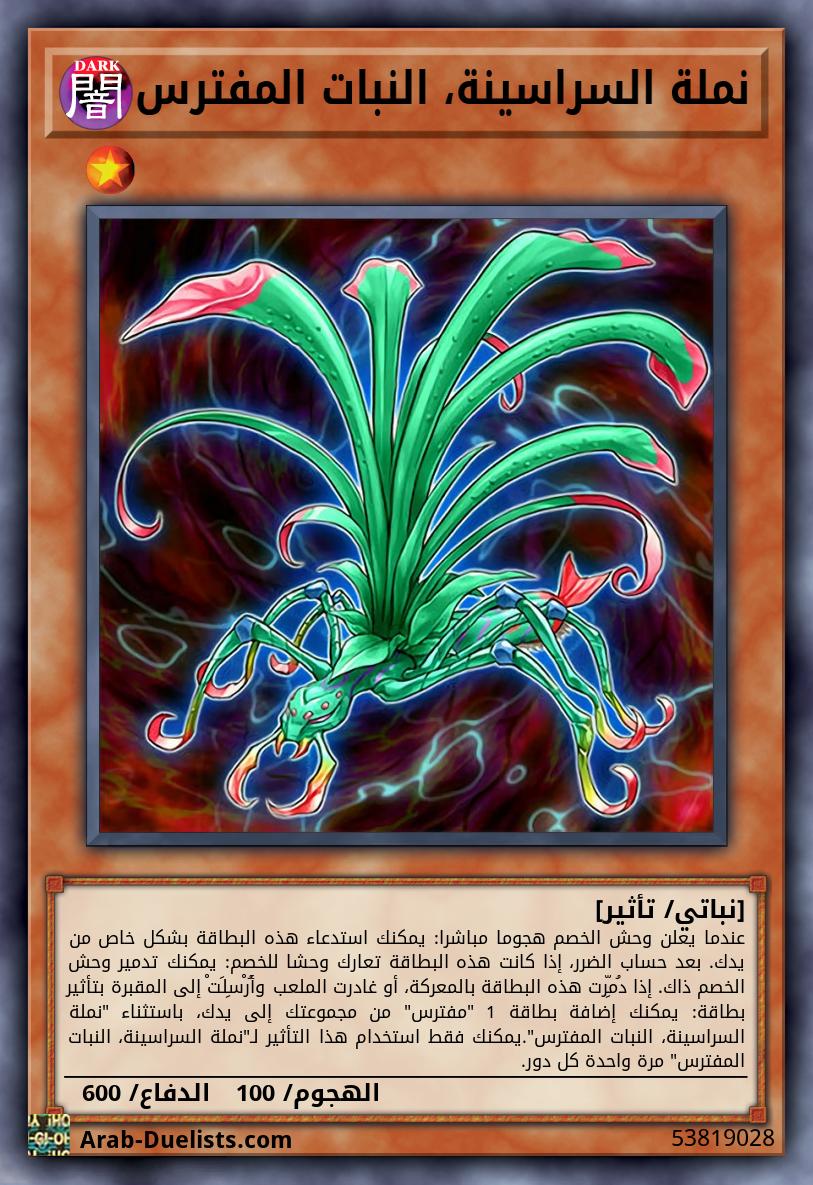 نملة السراسينة، النبات المفترس
DARK
闇
[نباتي/ تأثير]
عندما يعلن وحش الخصم هجوما مباشرا: يمكنك استدعاء هذه البطاقة بشكل خاص من
يدك. بعد حساب الضرر، إذا كانت هذه البطاقة تعارك وحشا للخصم: يمكنك تدمير وحش
الخصم ذاك. إذا دُمِّرت هذه البطاقة بالمعركة، أو غادرت الملعب وأُرْسِلَتْ إلى المقبرة بتأثير
بطاقة: يمكنك إضافة بطاقة 1 "مفترس" من مجموعتك إلى يدك، باستثناء "نملة
السراسينة، النبات المفترس".يمكنك فقط استخدام هذا التأثير لـ"نملة السراسينة، النبات
المفترس" مرة واحدة كل دور.
الهجوم/ 100 الدفاع/ 600
Arab-Duelists.com
53819028